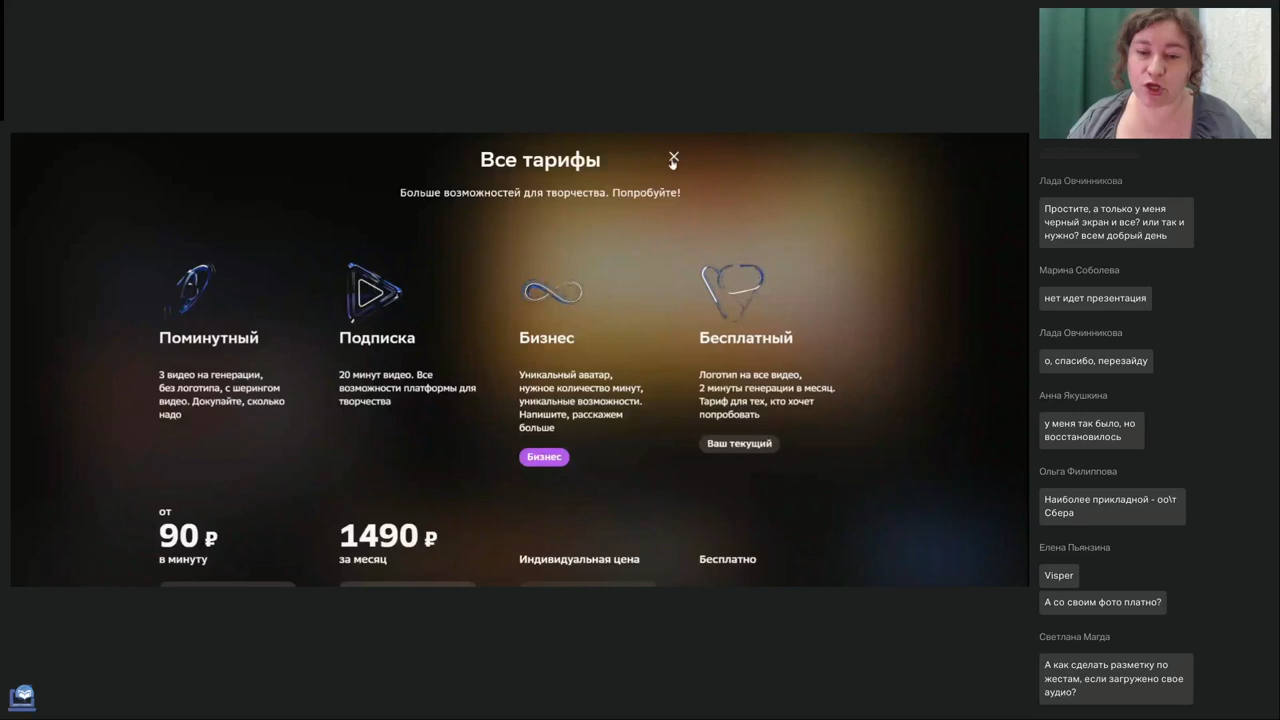 Все тарифы
Больше возможностей для творчества. Попробуйте!
Поминутный
3 видео на генерации,
без логотипа, с шерингом
видео. Докупайте, сколько
надо
от
90 ₽
в минуту
Подписка
20 минут видео. Все
возможности платформы для
творчества
1490 ₽
за месяц
Бизнес
Уникальный аватар,
нужное количество минут,
уникальные возможности.
Напишите, расскажем
больше
Бизнес
Индивидуальная цена
Бесплатный
Логотип на все видео,
2 минуты генерации в месяц.
Тариф для тех, кто хочет
попробовать
Ваш текущий
Бесплатно
Лада Овчинникова
Простите, а только у меня
черный экран и все? или так и
нужно? всем добрый день
Марина Соболева
нет идет презентация
Лада Овчинникова
о, спасибо, перезайду
Анна Якушкина
у меня так было, но
восстановилось
Ольга Филиппова
Наиболее прикладной - оо\т
Сбера
Елена Пьянзина
Visper
А со своим фото платно?
Светлана Магда
А как сделать разметку по
жестам, если загружено свое
аудио?